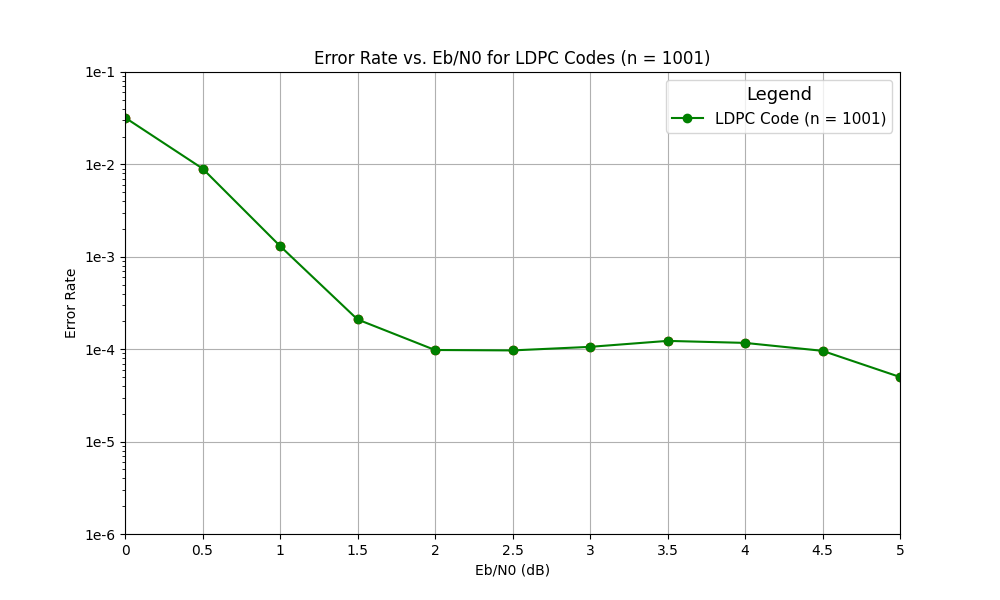 Error Rate vs. Eb/N0 for LDPC Codes (n = 1001)
Legend
LDPC Code (n = 1001)
1e-1
1e-2
1e-3
1e-4
1e-5
1e-6
Error Rate
0 0.5 1 1.5 2 2.5 3 3.5 4 4.5 5
Eb/N0 (dB)